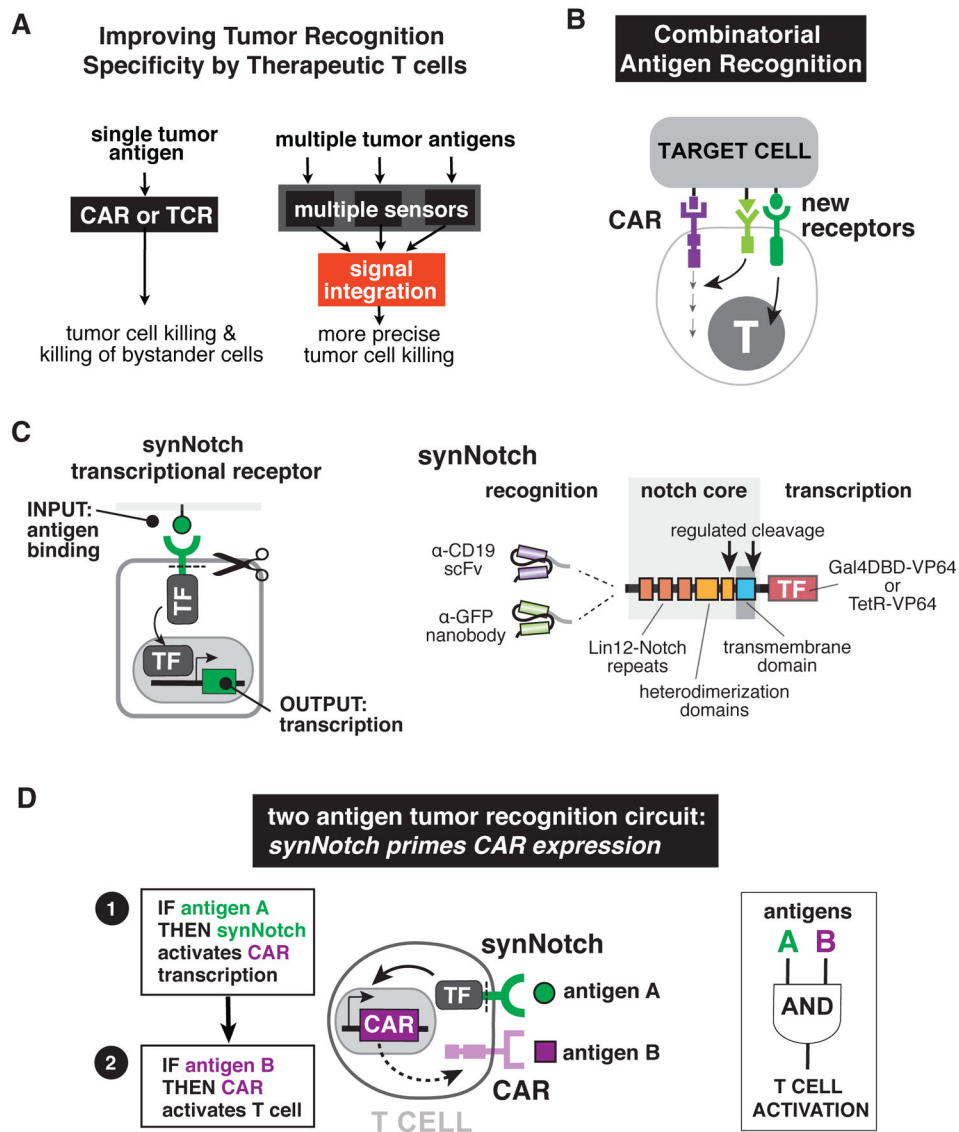 A
Improving Tumor Recognition
Specificity by Therapeutic T cells
single tumor
antigen
CAR or TCR
tumor cell killing &
killing of bystander cells
multiple tumor antigens
multiple sensors
signal
integration
more precise
tumor cell killing
B
Combinatorial
Antigen Recognition
TARGET CELL
CAR
new
receptors
T
C
synNotch
transcriptional receptor
INPUT:
antigen
binding
TF
TF
OUTPUT:
transcription
synNotch
recognition
notch core
transcription
regulated cleavage
α-CD19
scFv
α-GFP
nanobody
TF
Gal4DBD-VP64
or
TetR-VP64
Lin12-Notch
repeats
transmembrane
domain
heterodimerization
domains
D
two antigen tumor recognition circuit:
synNotch primes CAR expression
1
IF antigen A
THEN synNotch
activates CAR
transcription
2
IF antigen B
THEN CAR
activates T cell
synNotch
TF
antigen A
CAR
antigen B
CAR
T CELL
antigens
A B
AND
T CELL
ACTIVATION